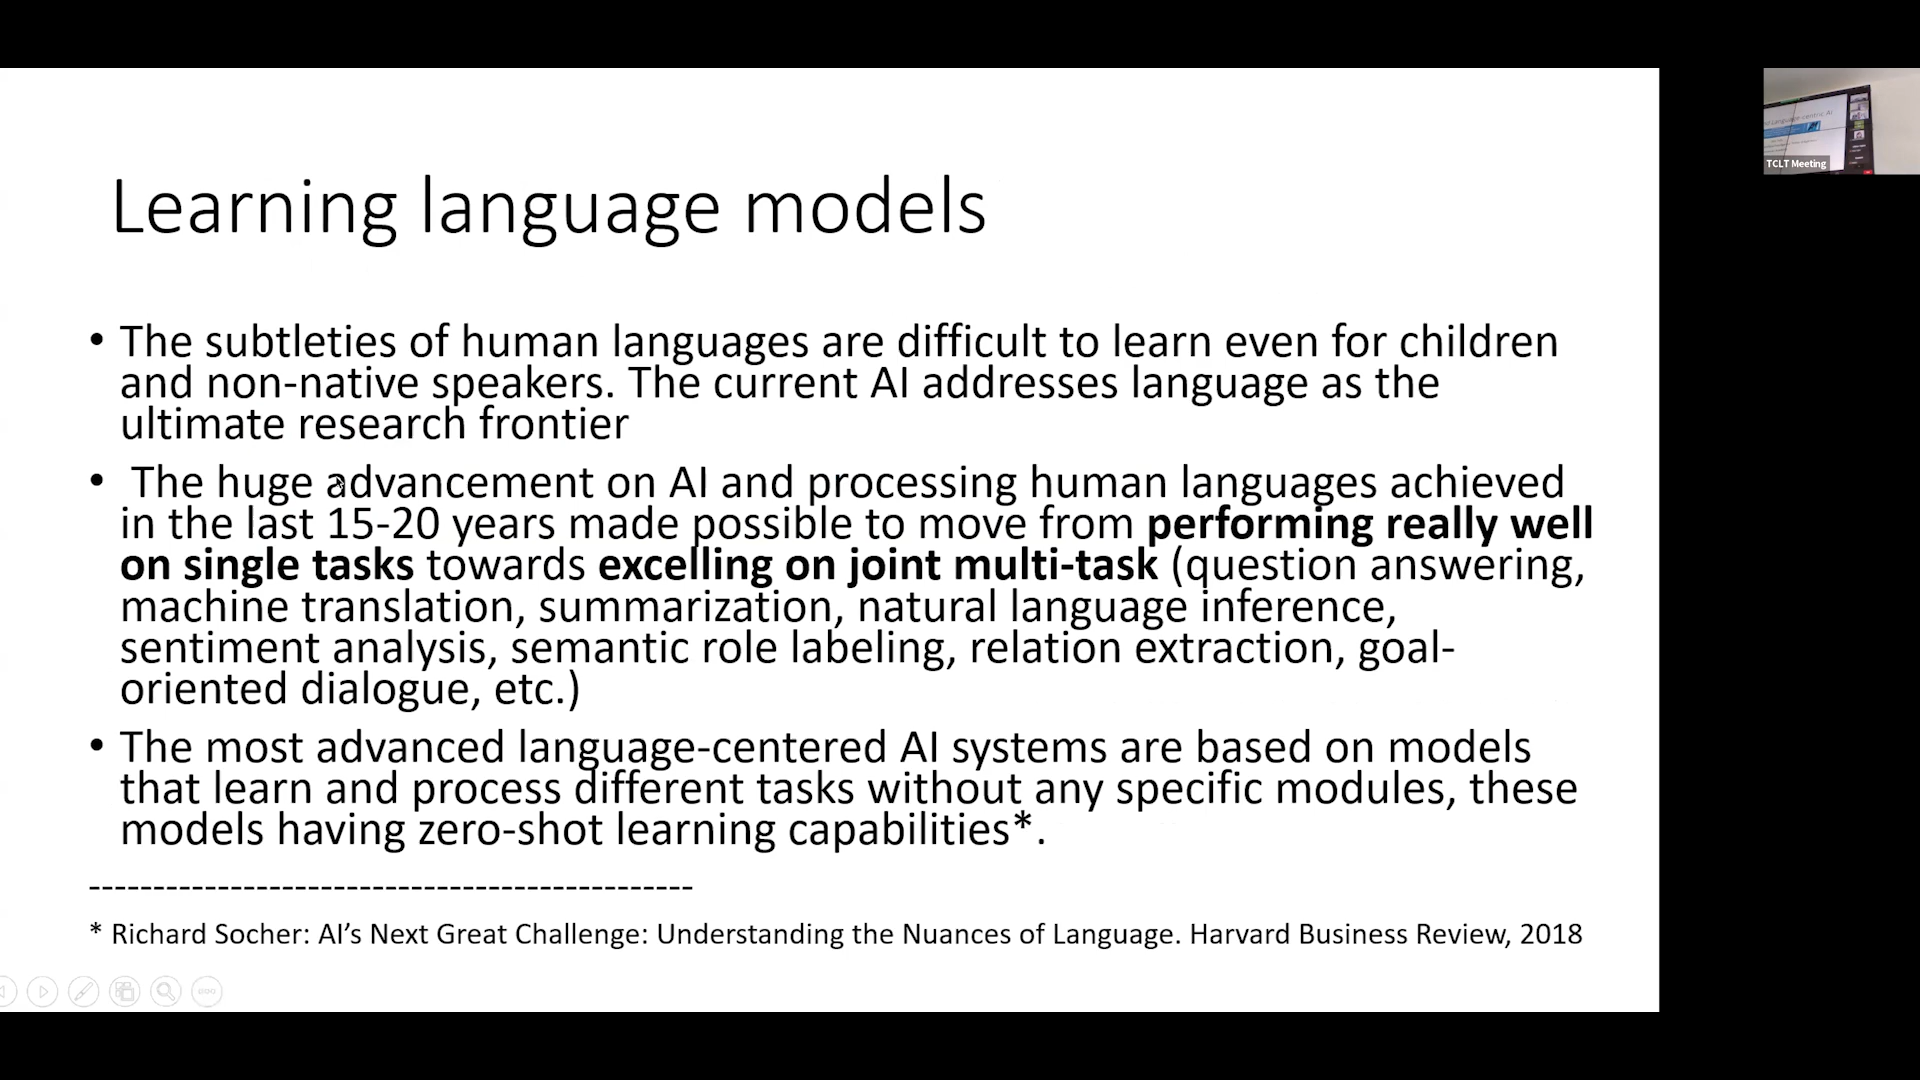 Learning language models
• The subtleties of human languages are difficult to learn even for children
and non-native speakers. The current AI addresses language as the
ultimate research frontier
• The huge advancement on AI and processing human languages achieved
in the last 15-20 years made possible to move from performing really well
on single tasks towards excelling on joint multi-task (question answering,
machine translation, summarization, natural language inference,
sentiment analysis, semantic role labeling, relation extraction, goal-
oriented dialogue, etc.)
• The most advanced language-centered AI systems are based on models
that learn and process different tasks without any specific modules, these
models having zero-shot learning capabilities*.
----------------------------------------------
* Richard Socher: AI’s Next Great Challenge: Understanding the Nuances of Language. Harvard Business Review, 2018
TCLT Meeting